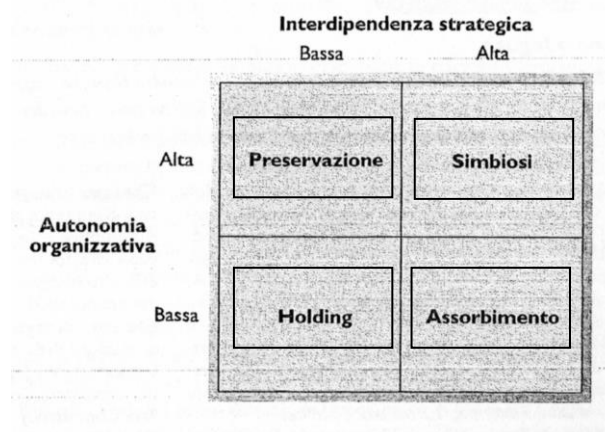 Interdipendenza strategica
Bassa Alta
Alta Preservazione Simbiosi
Autonomia
organizzativa
Bassa Holding Assorbimento